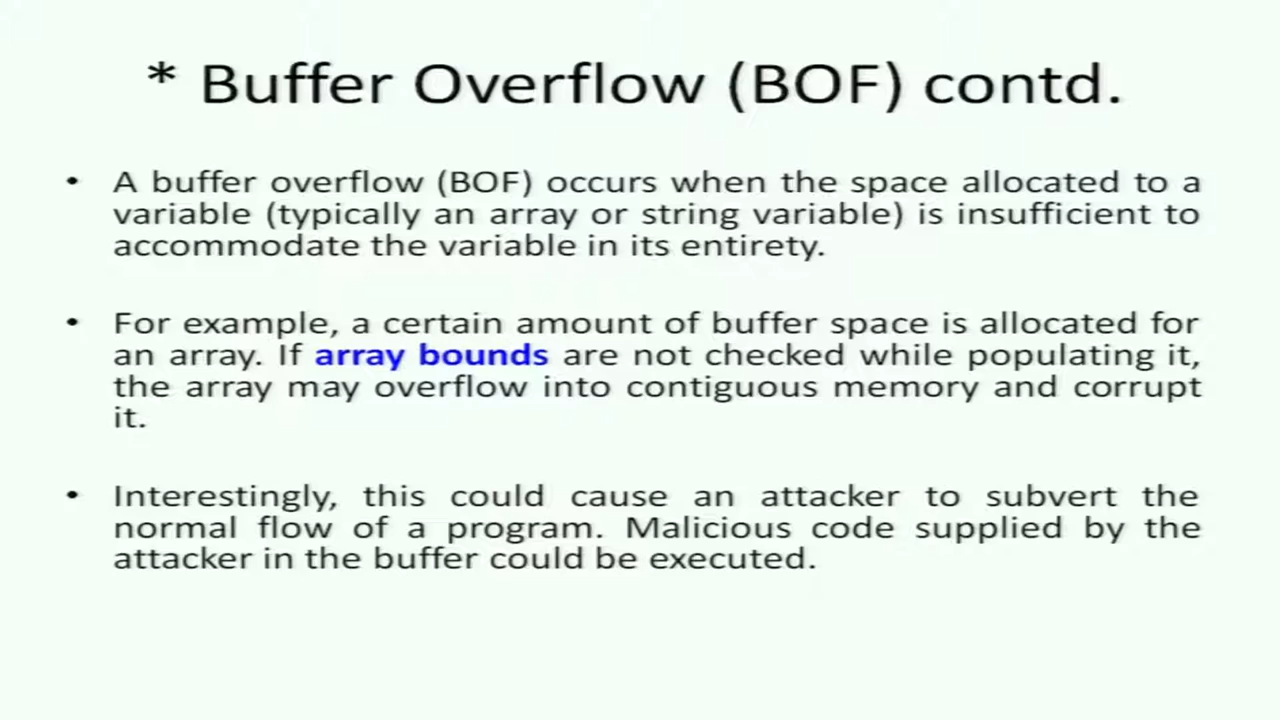 * Buffer Overflow (BOF) contd.
• A buffer overflow (BOF) occurs when the space allocated to a
variable (typically an array or string variable) is insufficient to
accommodate the variable in its entirety.
• For example, a certain amount of buffer space is allocated for
an array. If array bounds are not checked while populating it,
the array may overflow into contiguous memory and corrupt
it.
• Interestingly, this could cause an attacker to subvert the
normal flow of a program. Malicious code supplied by the
attacker in the buffer could be executed.